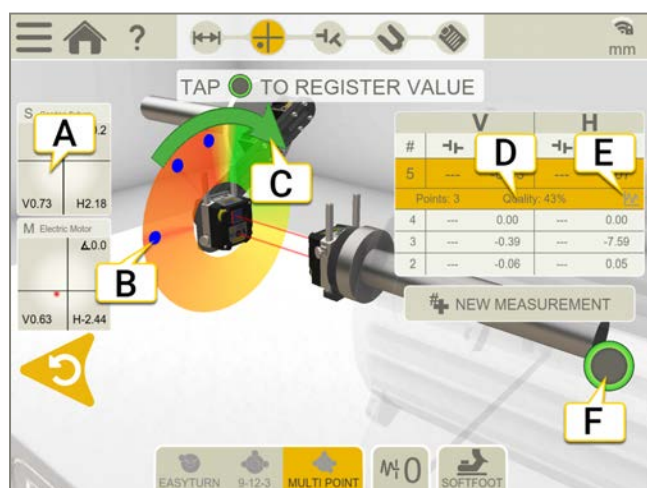 ?
mm
TAP TO REGISTER VALUE
S
A
V0.73 H2.18
M Electric Motor
0.0
V0.63 H-2.44
B
C
V H
D
E
#
5 ---
Points: 3 Quality: 43%
4 --- 0.00 --- 0.00
3 --- -0.39 --- -7.59
2 --- -0.06 --- 0.05
# NEW MEASUREMENT
F
EASYTURN 9-12-3 MULTI POINT 0 SOFTFOOT